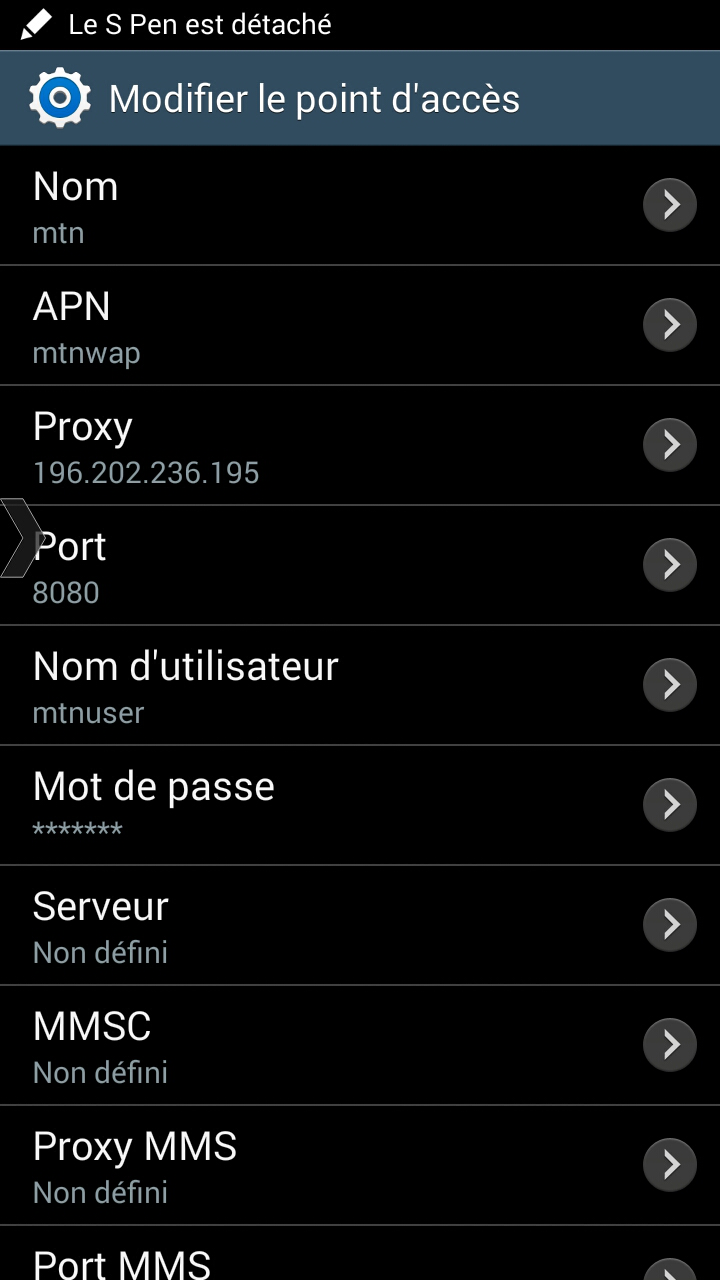 Le S Pen est détaché
Modifier le point d'accès
Nom
mtn
APN
mtnwap
Proxy
196.202.236.195
Port
8080
Nom d'utilisateur
mtnuser
Mot de passe
*******
Serveur
Non défini
MMSC
Non défini
Proxy MMS
Non défini
Port MMS